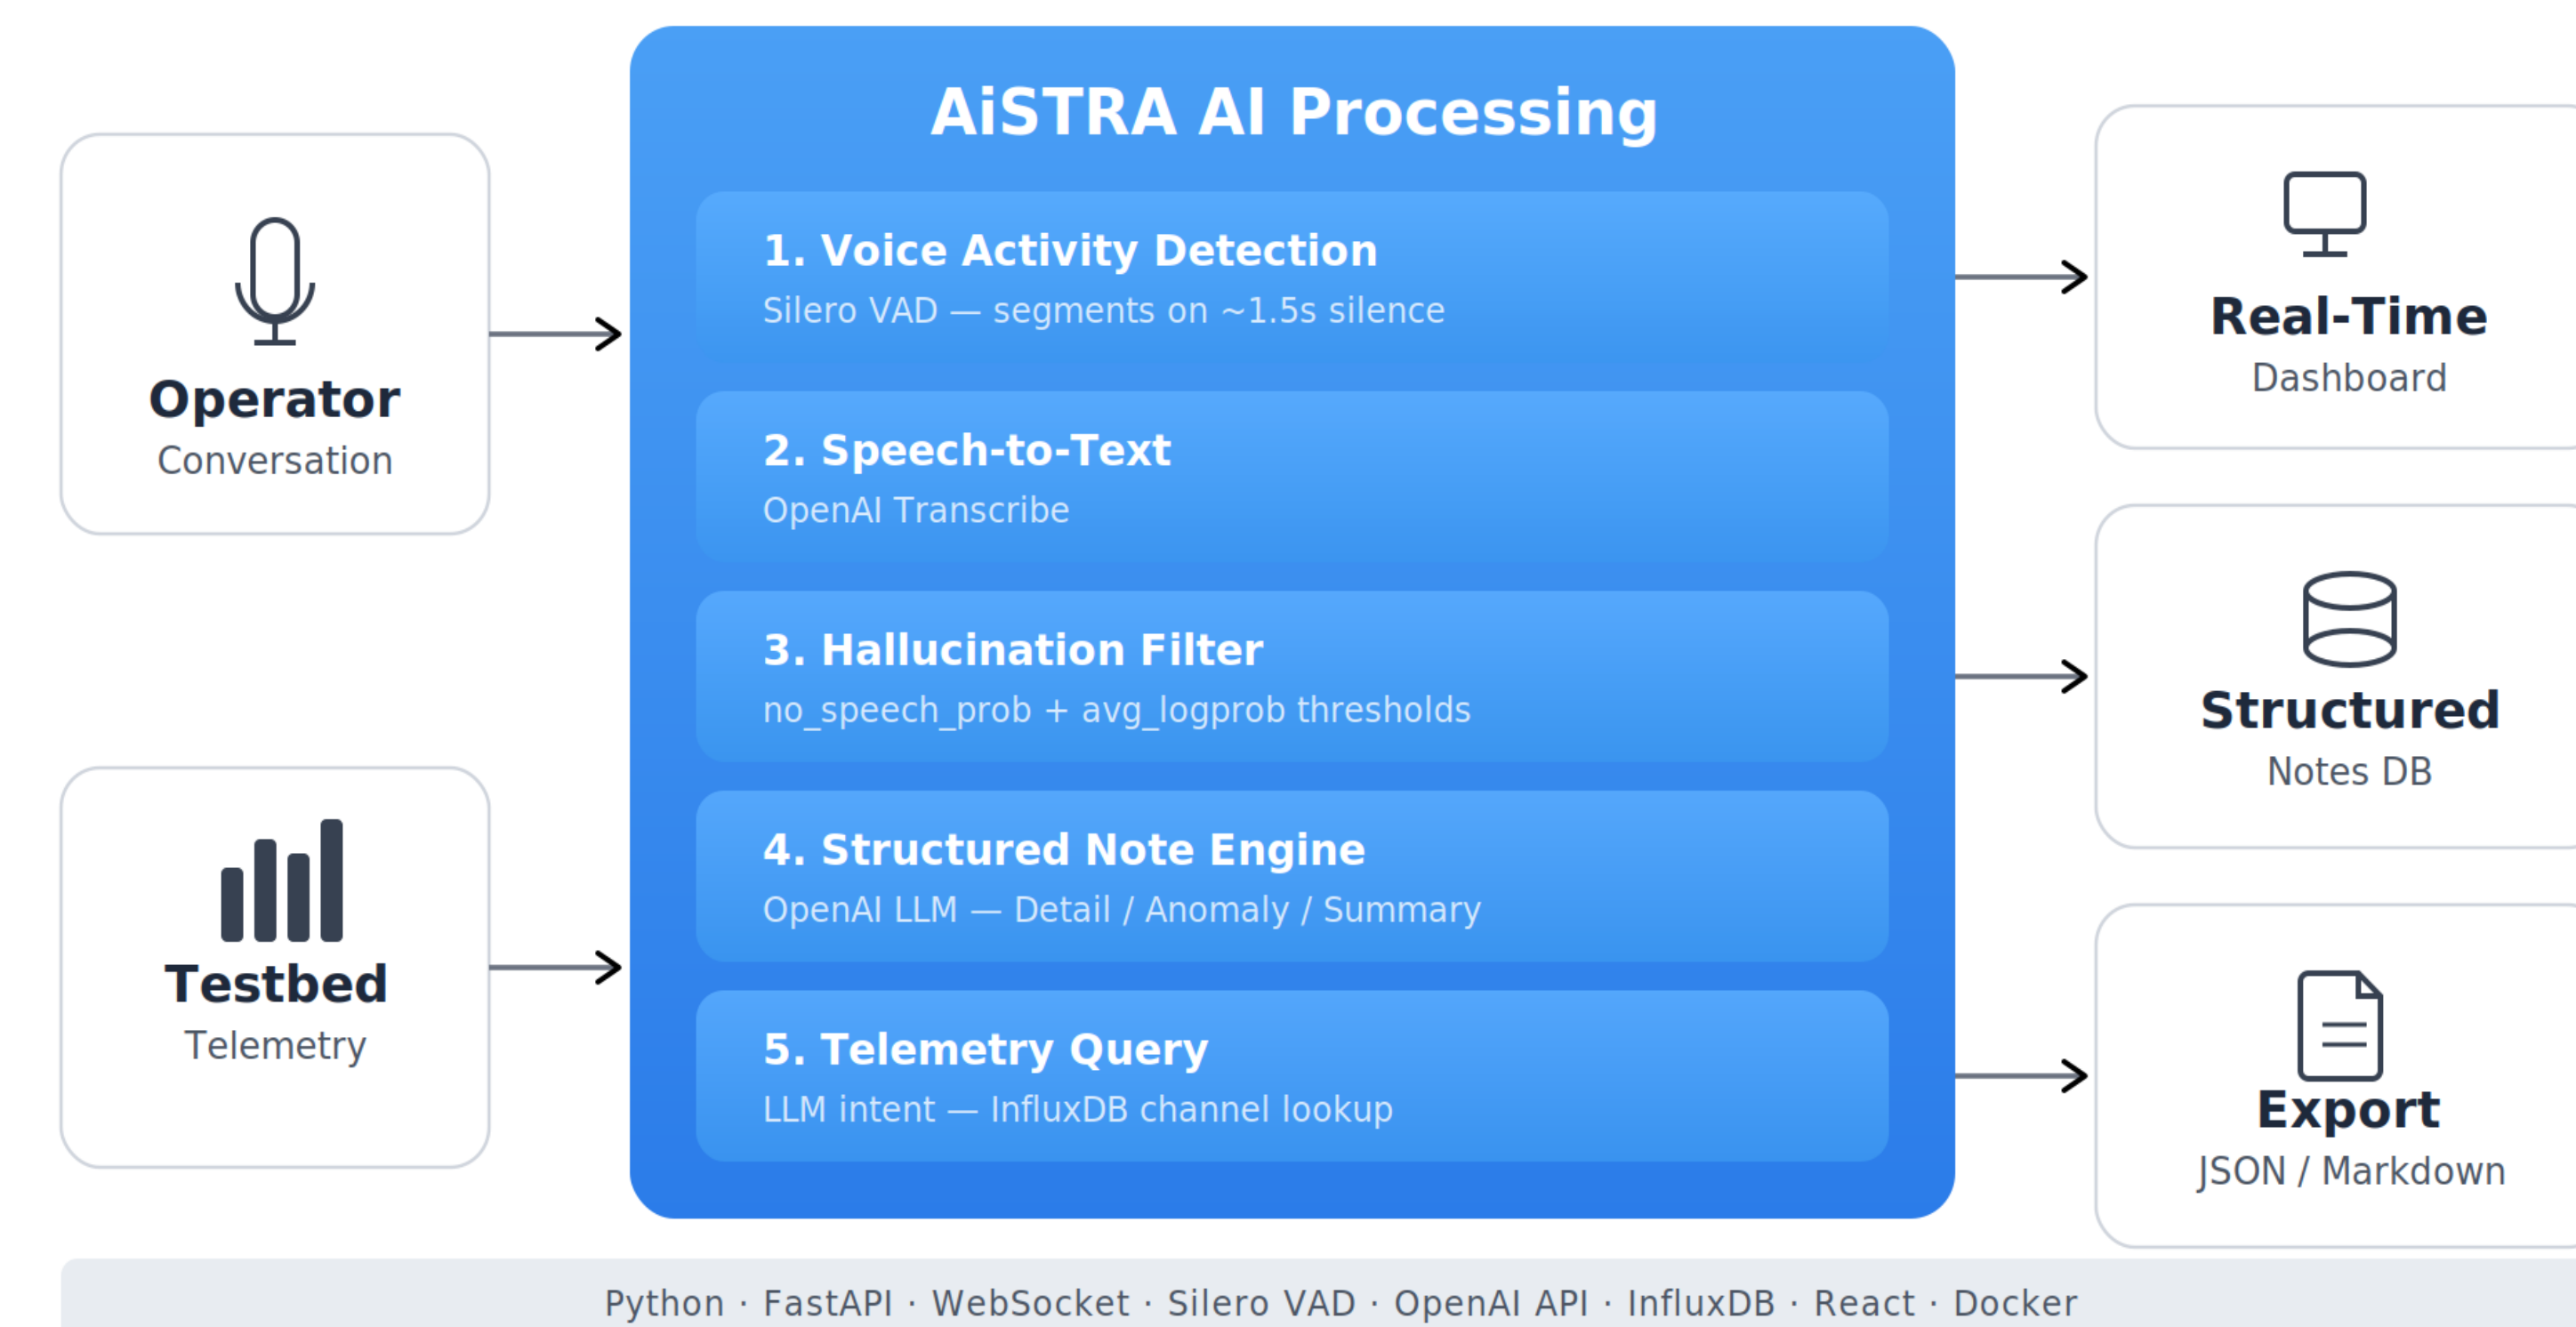 Operator
Conversation
Testbed
Telemetry
AiSTRA AI Processing
1. Voice Activity Detection
Silero VAD — segments on ~1.5s silence
2. Speech-to-Text
OpenAI Transcribe
3. Hallucination Filter
no_speech_prob + avg_logprob thresholds
4. Structured Note Engine
OpenAI LLM — Detail / Anomaly / Summary
5. Telemetry Query
LLM intent — InfluxDB channel lookup
Real-Time
Dashboard
Structured
Notes DB
Export
JSON / Markdown
Python · FastAPI · WebSocket · Silero VAD · OpenAI API · InfluxDB · React · Docker